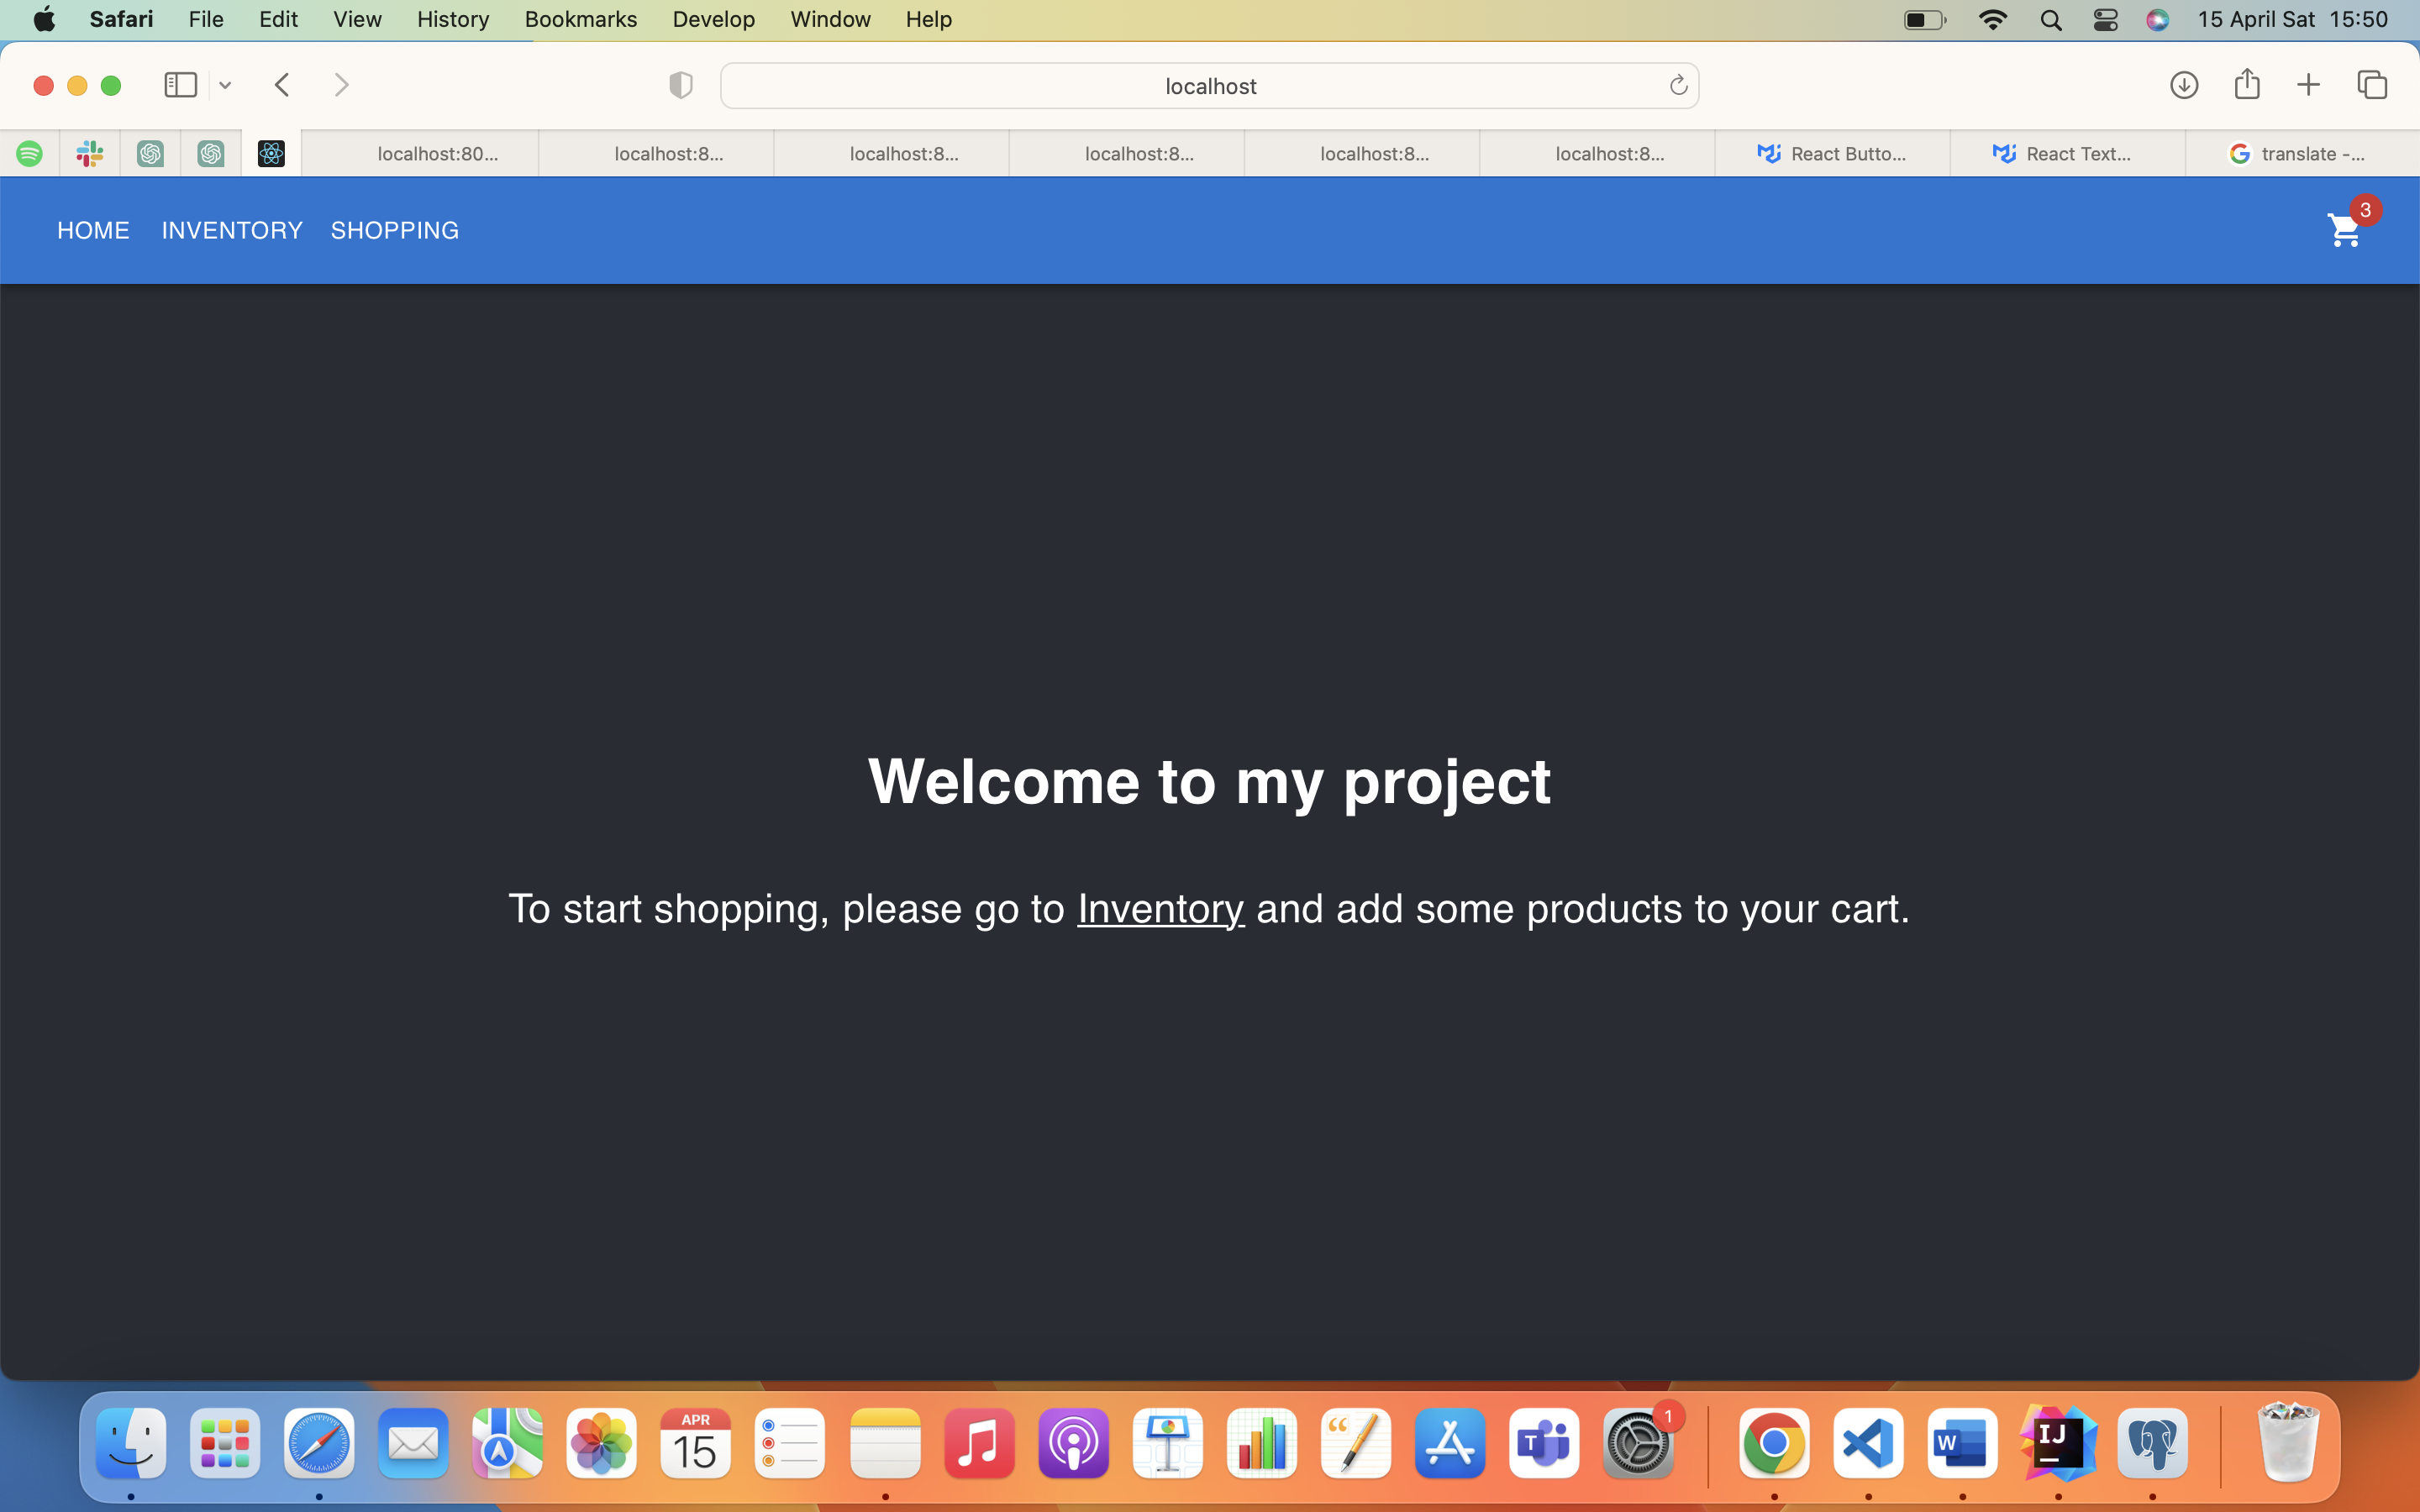 Safari File Edit View History Bookmarks Develop Window Help 15 April Sat 15:50
localhost
localhost:80... localhost:8... localhost:8... localhost:8... localhost:8... localhost:8... React Butto... React Text... translate -...
HOME INVENTORY SHOPPING 3
Welcome to my project
To start shopping, please go to Inventory and add some products to your cart.
APR
15
T
1
W
IJ